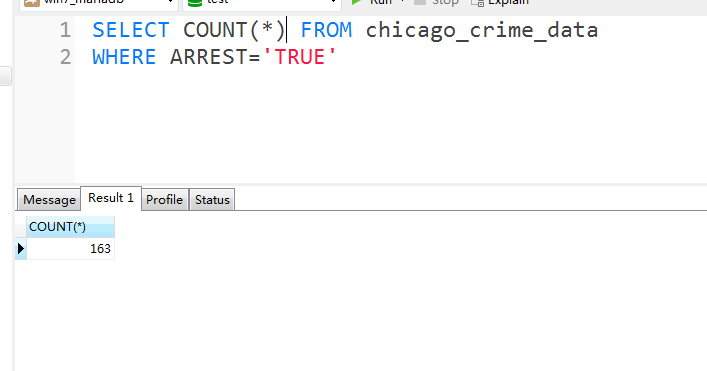 test Run Stop Explain
1 SELECT COUNT(*) FROM chicago_crime_data
2 WHERE ARREST='TRUE'
Message Result 1 Profile Status
COUNT(*)
163